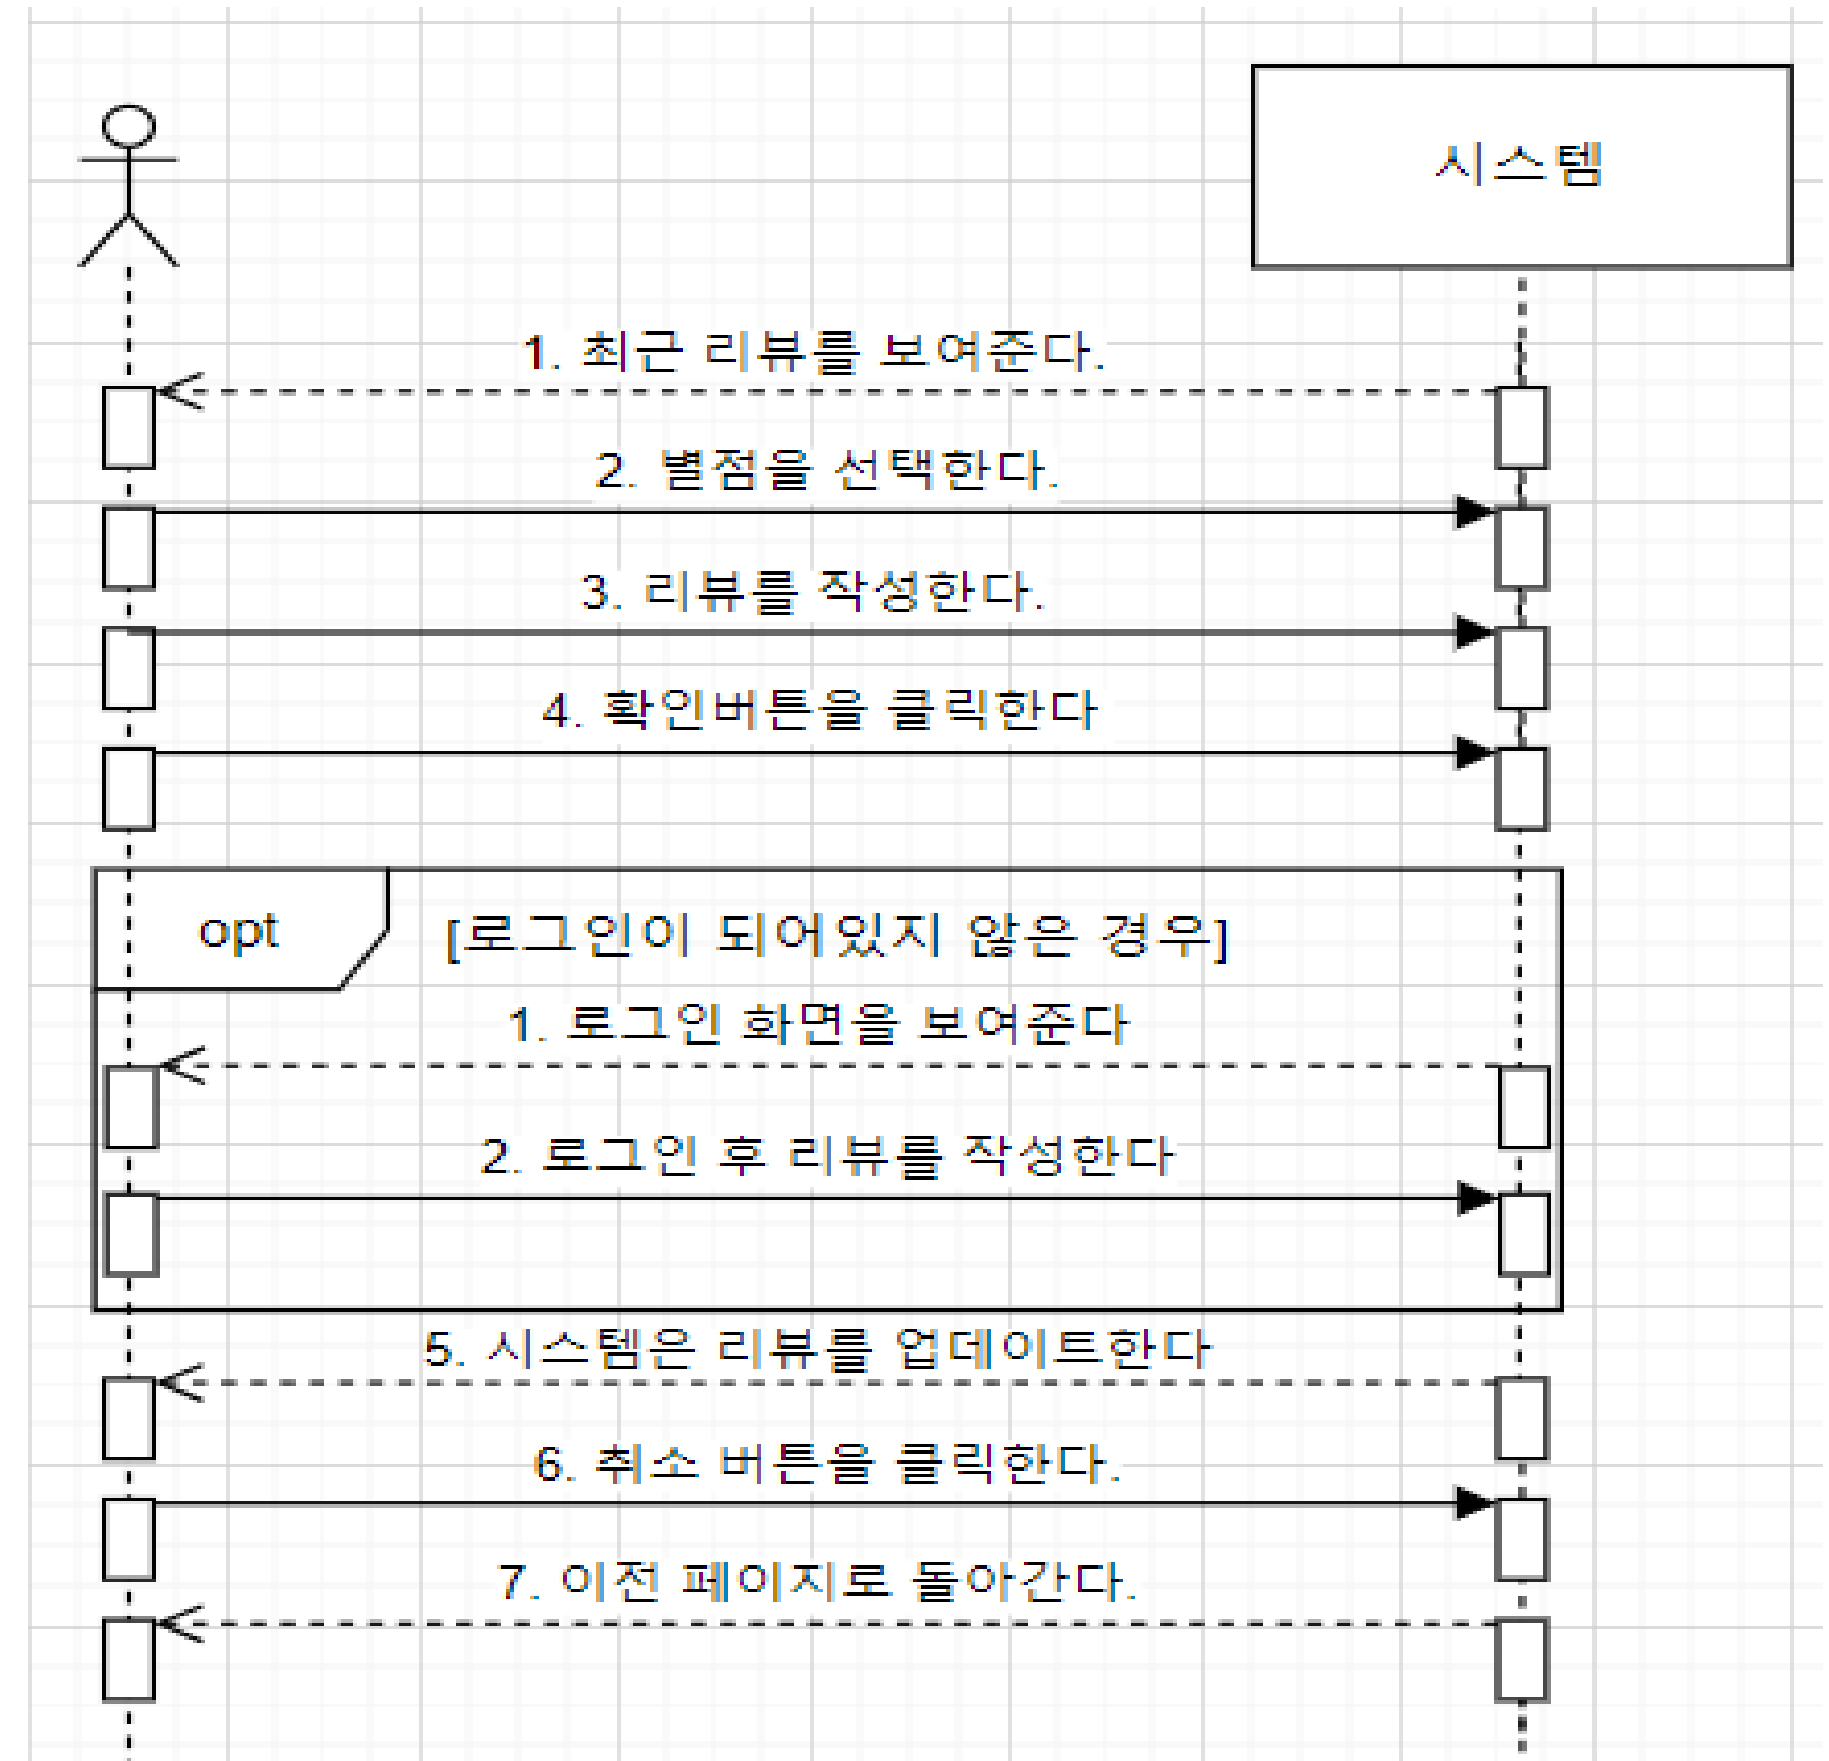 시스템
1. 최근 리뷰를 보여준다.
2. 별점을 선택한다.
3. 리뷰를 작성한다.
4. 확인버튼을 클릭한다
opt
[로그인이 되어있지 않은 경우]
1. 로그인 화면을 보여준다
2. 로그인 후 리뷰를 작성한다
5. 시스템은 리뷰를 업데이트한다
6. 취소 버튼을 클릭한다.
7. 이전 페이지로 돌아간다.